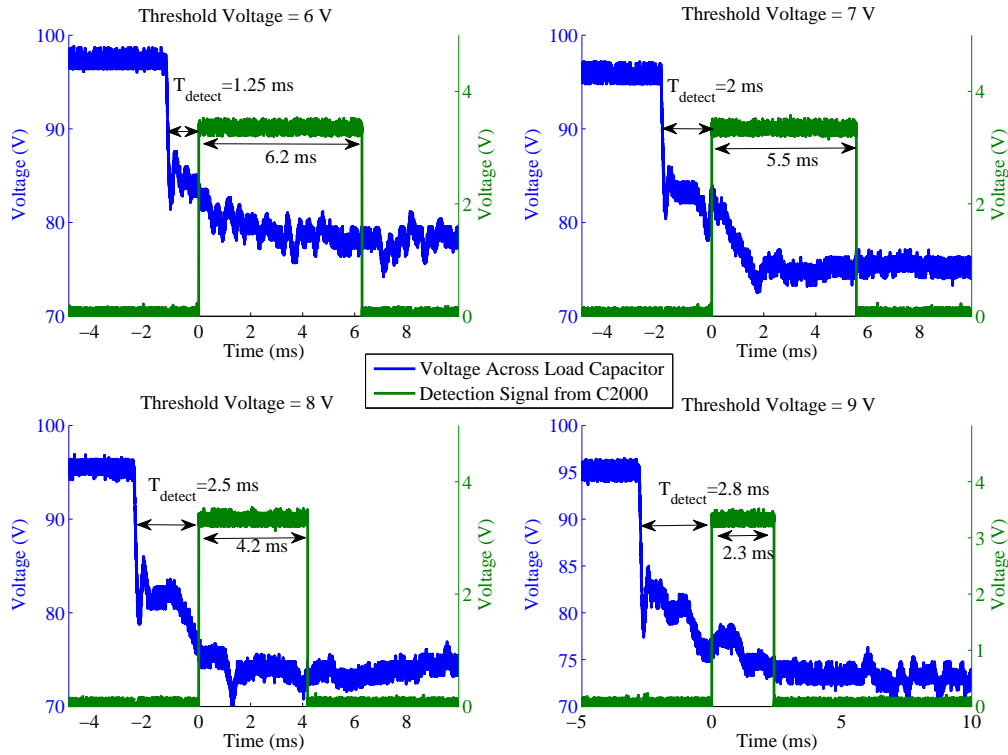 Threshold Voltage = 6 V
100
90
80
70
Voltage (V)
4
2
0
Voltage (V)
T detect =1.25 ms
6.2 ms
−4 −2 0 2 4 6 8
Time (ms)
Threshold Voltage = 7 V
100
90
80
70
Voltage (V)
4
2
0
Voltage (V)
T detect =2 ms
5.5 ms
−4 −2 0 2 4 6 8 10
Time (ms)
Voltage Across Load Capacitor
Detection Signal from C2000
Threshold Voltage = 8 V
100
90
80
70
Voltage (V)
4
2
0
Voltage (V)
T detect =2.5 ms
4.2 ms
−4 −2 0 2 4 6 8
Time (ms)
Threshold Voltage = 9 V
100
95
90
85
80
75
70
Voltage (V)
4
3
2
1
0
Voltage (V)
T detect =2.8 ms
2.3 ms
−5 0 5 10
Time (ms)